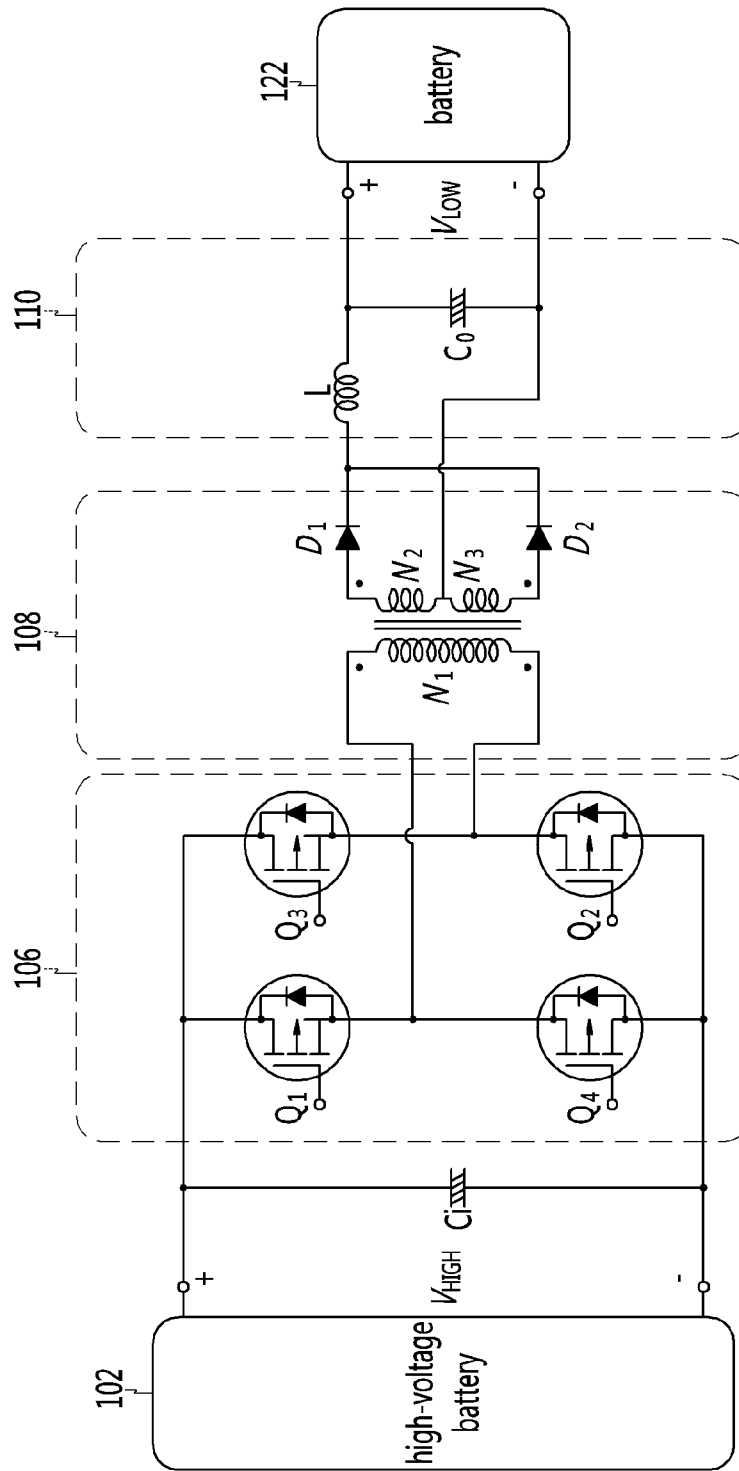 102
106
108
110
122
high-voltage
battery
+
V_HIGH
-
Ci
Q1
Q3
Q4
Q2
N1
N2
N3
D1
D2
L
C0
+
V_LOW
-
battery